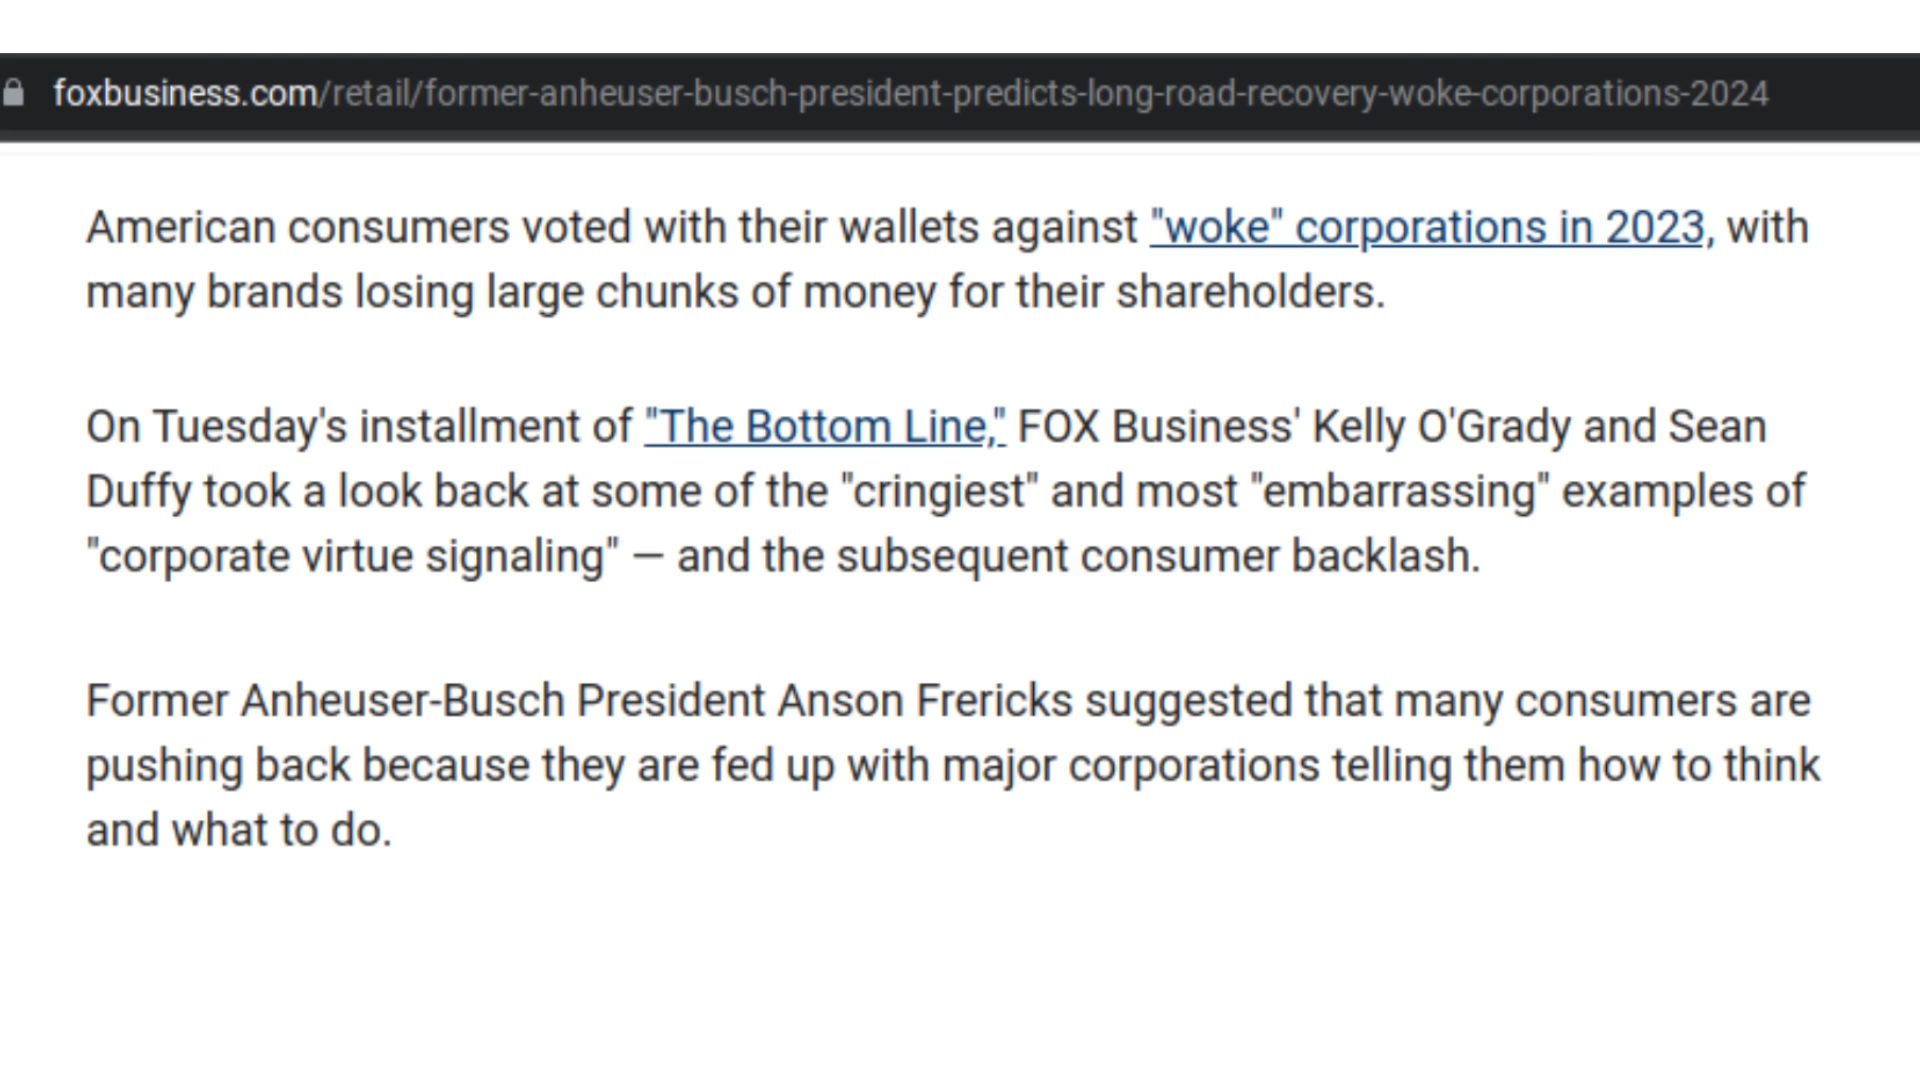 foxbusiness.com/retail/former-anheuser-busch-president-predicts-long-road-recovery-woke-corporations-2024
American consumers voted with their wallets against "woke" corporations in 2023, with
many brands losing large chunks of money for their shareholders.
On Tuesday's installment of "The Bottom Line," FOX Business' Kelly O'Grady and Sean
Duffy took a look back at some of the "cringiest" and most "embarrassing" examples of
"corporate virtue signaling" — and the subsequent consumer backlash.
Former Anheuser-Busch President Anson Frericks suggested that many consumers are
pushing back because they are fed up with major corporations telling them how to think
and what to do.